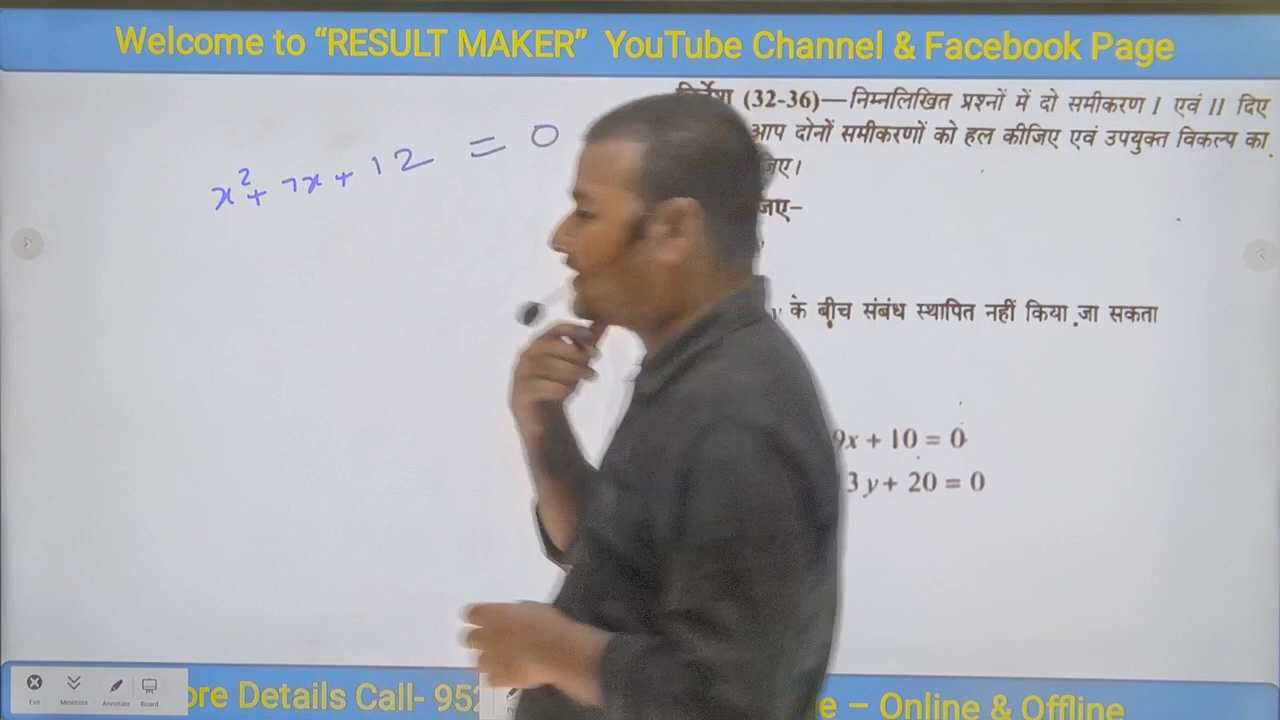 Welcome to “RESULT MAKER” YouTube Channel & Facebook Page
x² + 7x + 12 = 0
(32-36)—निम्नलिखित प्रश्नों में दो समीकरण I एवं II दिए
आप दोनों समीकरणों को हल कीजिए एवं उपयुक्त विकल्प का
के बीच संबंध स्थापित नहीं किया जा सकता
9x + 10 = 0
3y + 20 = 0
ore Details Call- 952
e – Online & Offline
Exit Minimize Annotate Board